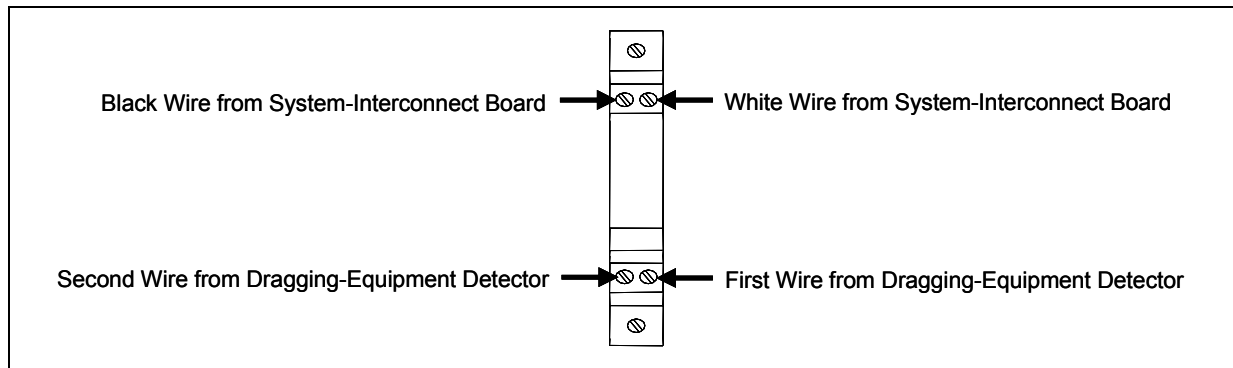 Black Wire from System-Interconnect Board
White Wire from System-Interconnect Board
Second Wire from Dragging-Equipment Detector
First Wire from Dragging-Equipment Detector